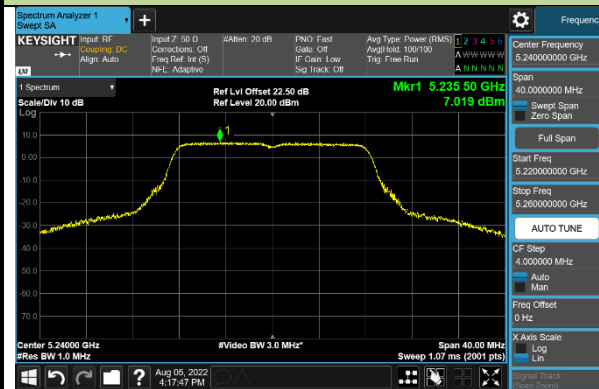 Spectrum Analyzer 1
Swept SA
+
Frequency
KEYSIGHT
Input: RF
Coupling: DC
Align: Auto
Input Z: 50 Ω
Corrections: Off
Freq Ref: Int (S)
NFE: Adaptive
#Atten: 20 dB
PNO: Fast
Gate: Off
IF Gain: Low
Sig Track: Off
Avg Type: Power (RMS)
Avg|Hold: 100/100
Trig: Free Run
1 2 3 4 5 6
A W W W W W
A N N N N N
LXI
1 Spectrum
Scale/Div 10 dB
Log
Ref Lvl Offset 22.50 dB
Ref Level 20.00 dBm
Mkr1 5.235 50 GHz
7.019 dBm
1
10.0
0.00
-10.0
-20.0
-30.0
-40.0
-50.0
-60.0
-70.0
Center 5.24000 GHz
#Res BW 1.0 MHz
#Video BW 3.0 MHz*
Span 40.00 MHz
Sweep 1.07 ms (2001 pts)
Aug 05, 2022
4:17:47 PM
?
Center Frequency
5.240000000 GHz
Span
40.0000000 MHz
Swept Span
Zero Span
Full Span
Start Freq
5.220000000 GHz
Stop Freq
5.260000000 GHz
AUTO TUNE
CF Step
4.000000 MHz
Auto
Man
Freq Offset
0 Hz
X Axis Scale
Log
Lin
Signal Track
(Span Zoom)